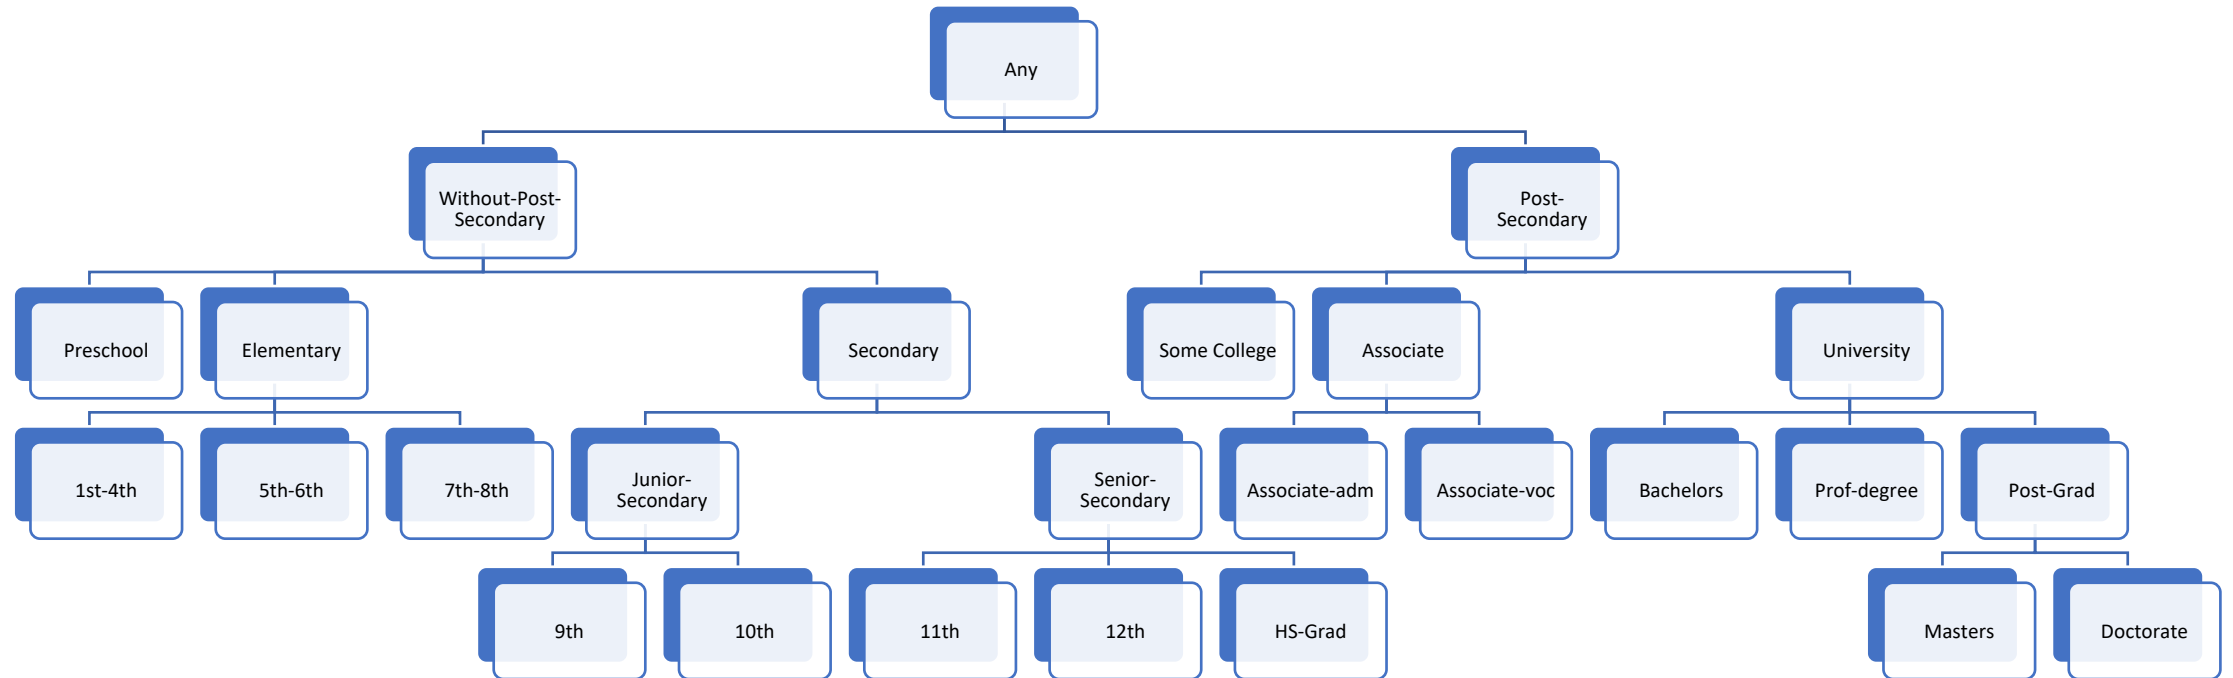 Any
Without-Post-
Secondary
Post-
Secondary
Preschool
Elementary
Secondary
Some College
Associate
University
1st-4th
5th-6th
7th-8th
Junior-
Secondary
Senior-
Secondary
Associate-adm
Associate-voc
Bachelors
Prof-degree
Post-Grad
9th
10th
11th
12th
HS-Grad
Masters
Doctorate